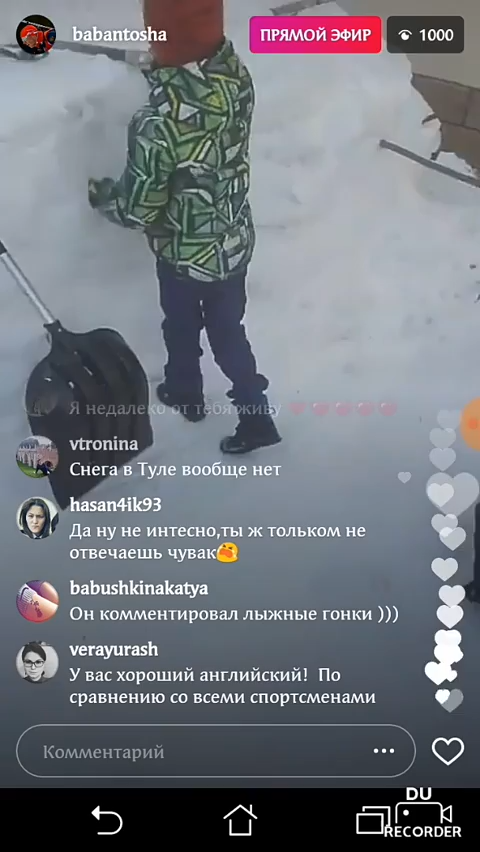 babantosha
ПРЯМОЙ ЭФИР
1000
Я недалеко от тебя живу
vtronina
Снега в Туле вообще нет
hasan4ik93
Да ну не интесно,ты ж тольком не
отвечаешь чувак
babushkinakatya
Он комментировал лыжные гонки )))
verayurash
У вас хороший английский! По
сравнению со всеми спортсменами
Комментарий
DU
RECORDER